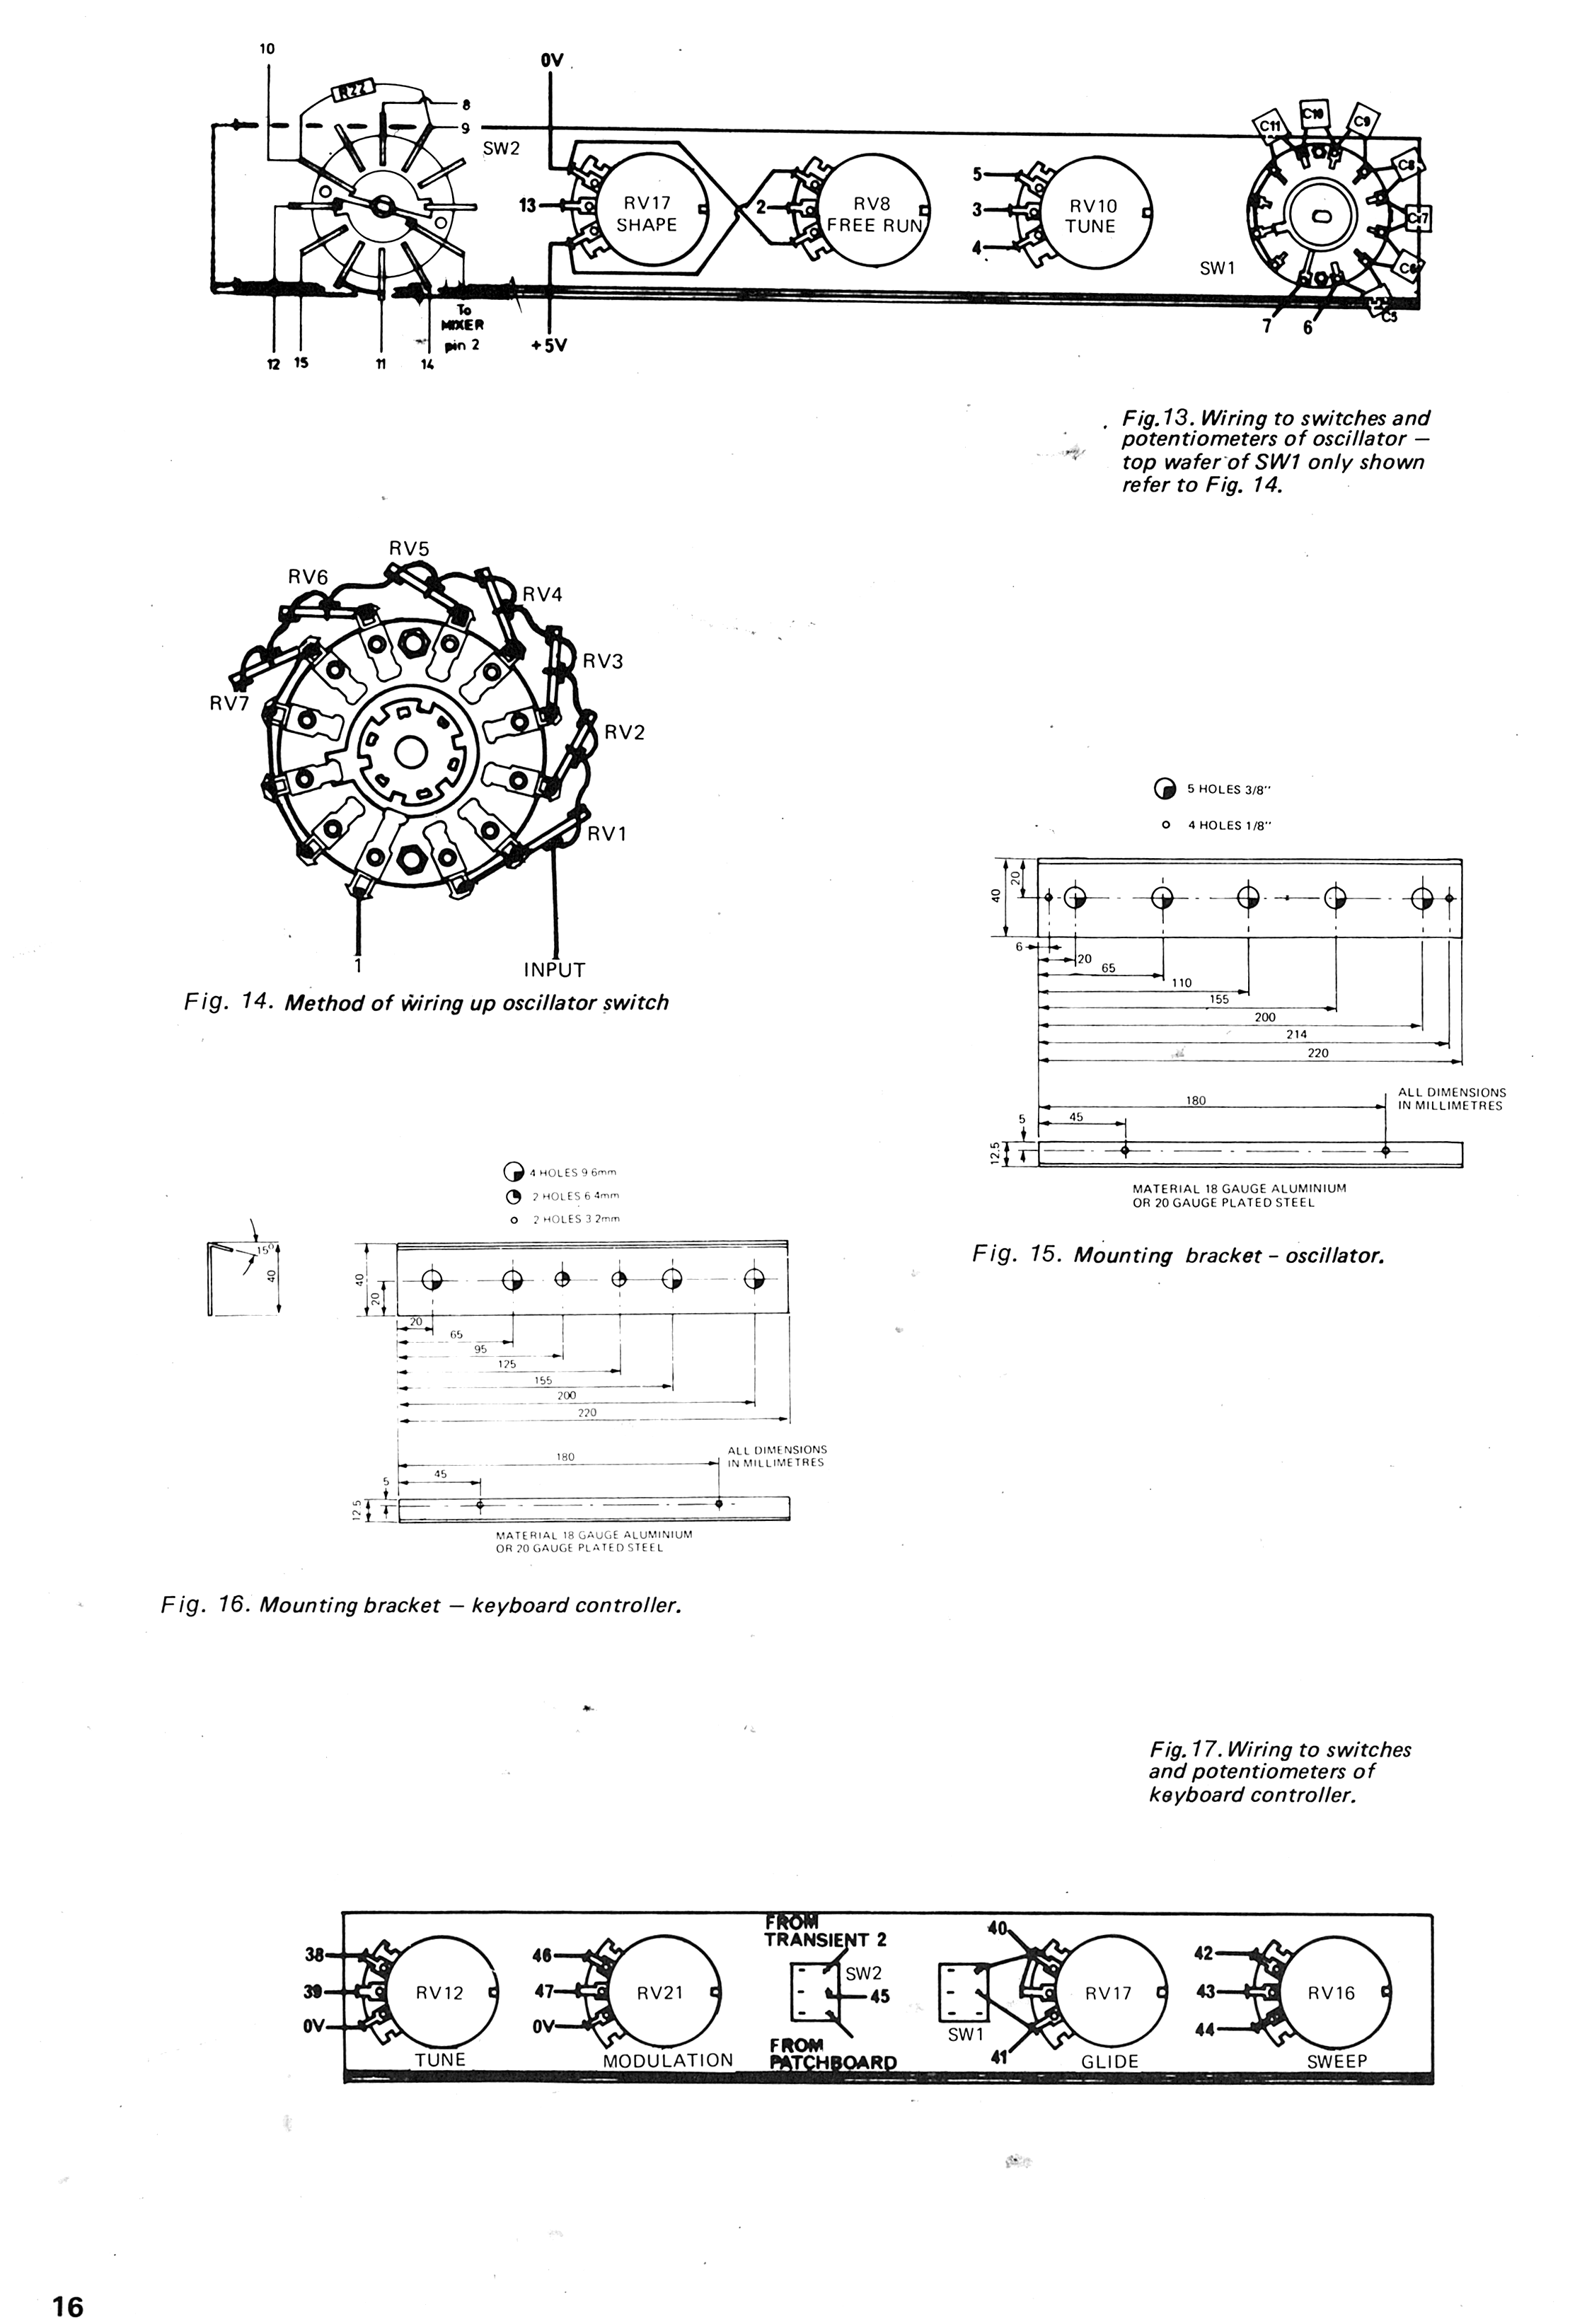 10
0V
R22
8
9
SW2
13
RV17
SHAPE
2
RV8
FREE RUN
5
3
4
RV10
TUNE
SW1
C11
C10
C9
C8
C7
C6
C5
7
6
To
MIXER
pin 2
+5V
12
15
11
14
Fig.13. Wiring to switches and
potentiometers of oscillator —
top wafer of SW1 only shown
refer to Fig. 14.
RV5
RV6
RV4
RV3
RV7
RV2
RV1
1
INPUT
Fig. 14. Method of wiring up oscillator switch
5 HOLES 3/8"
4 HOLES 1/8"
40
20
6
20
65
110
155
200
214
220
180
ALL DIMENSIONS
IN MILLIMETRES
5
45
12.5
MATERIAL 18 GAUGE ALUMINIUM
OR 20 GAUGE PLATED STEEL
Fig. 15. Mounting bracket – oscillator.
4 HOLES 9 6mm
2 HOLES 6 4mm
2 HOLES 3 2mm
15°
40
40
20
20
65
95
125
155
200
220
180
ALL DIMENSIONS
IN MILLIMETRES
5
45
12.5
MATERIAL 18 GAUGE ALUMINIUM
OR 20 GAUGE PLATED STEEL
Fig. 16. Mounting bracket — keyboard controller.
Fig. 17. Wiring to switches
and potentiometers of
keyboard controller.
38
39
0V
RV12
TUNE
46
47
0V
RV21
MODULATION
FROM
TRANSIENT 2
SW2
45
FROM
PATCHBOARD
40
SW1
41
RV17
GLIDE
42
43
44
RV16
SWEEP
16